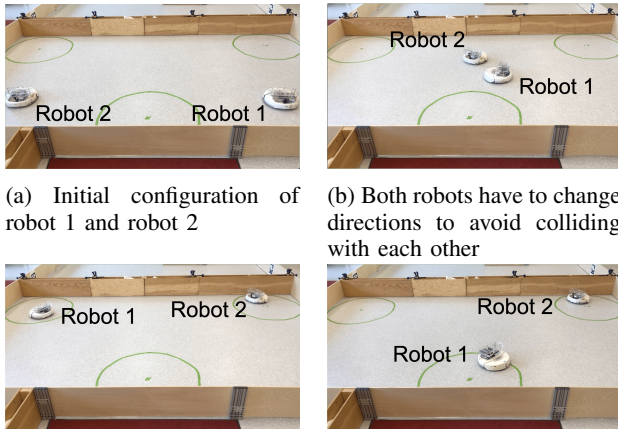 Robot 2
Robot 1
Robot 2
Robot 1
(a) Initial configuration of
robot 1 and robot 2
(b) Both robots have to change
directions to avoid colliding
with each other
Robot 1
Robot 2
Robot 2
Robot 1